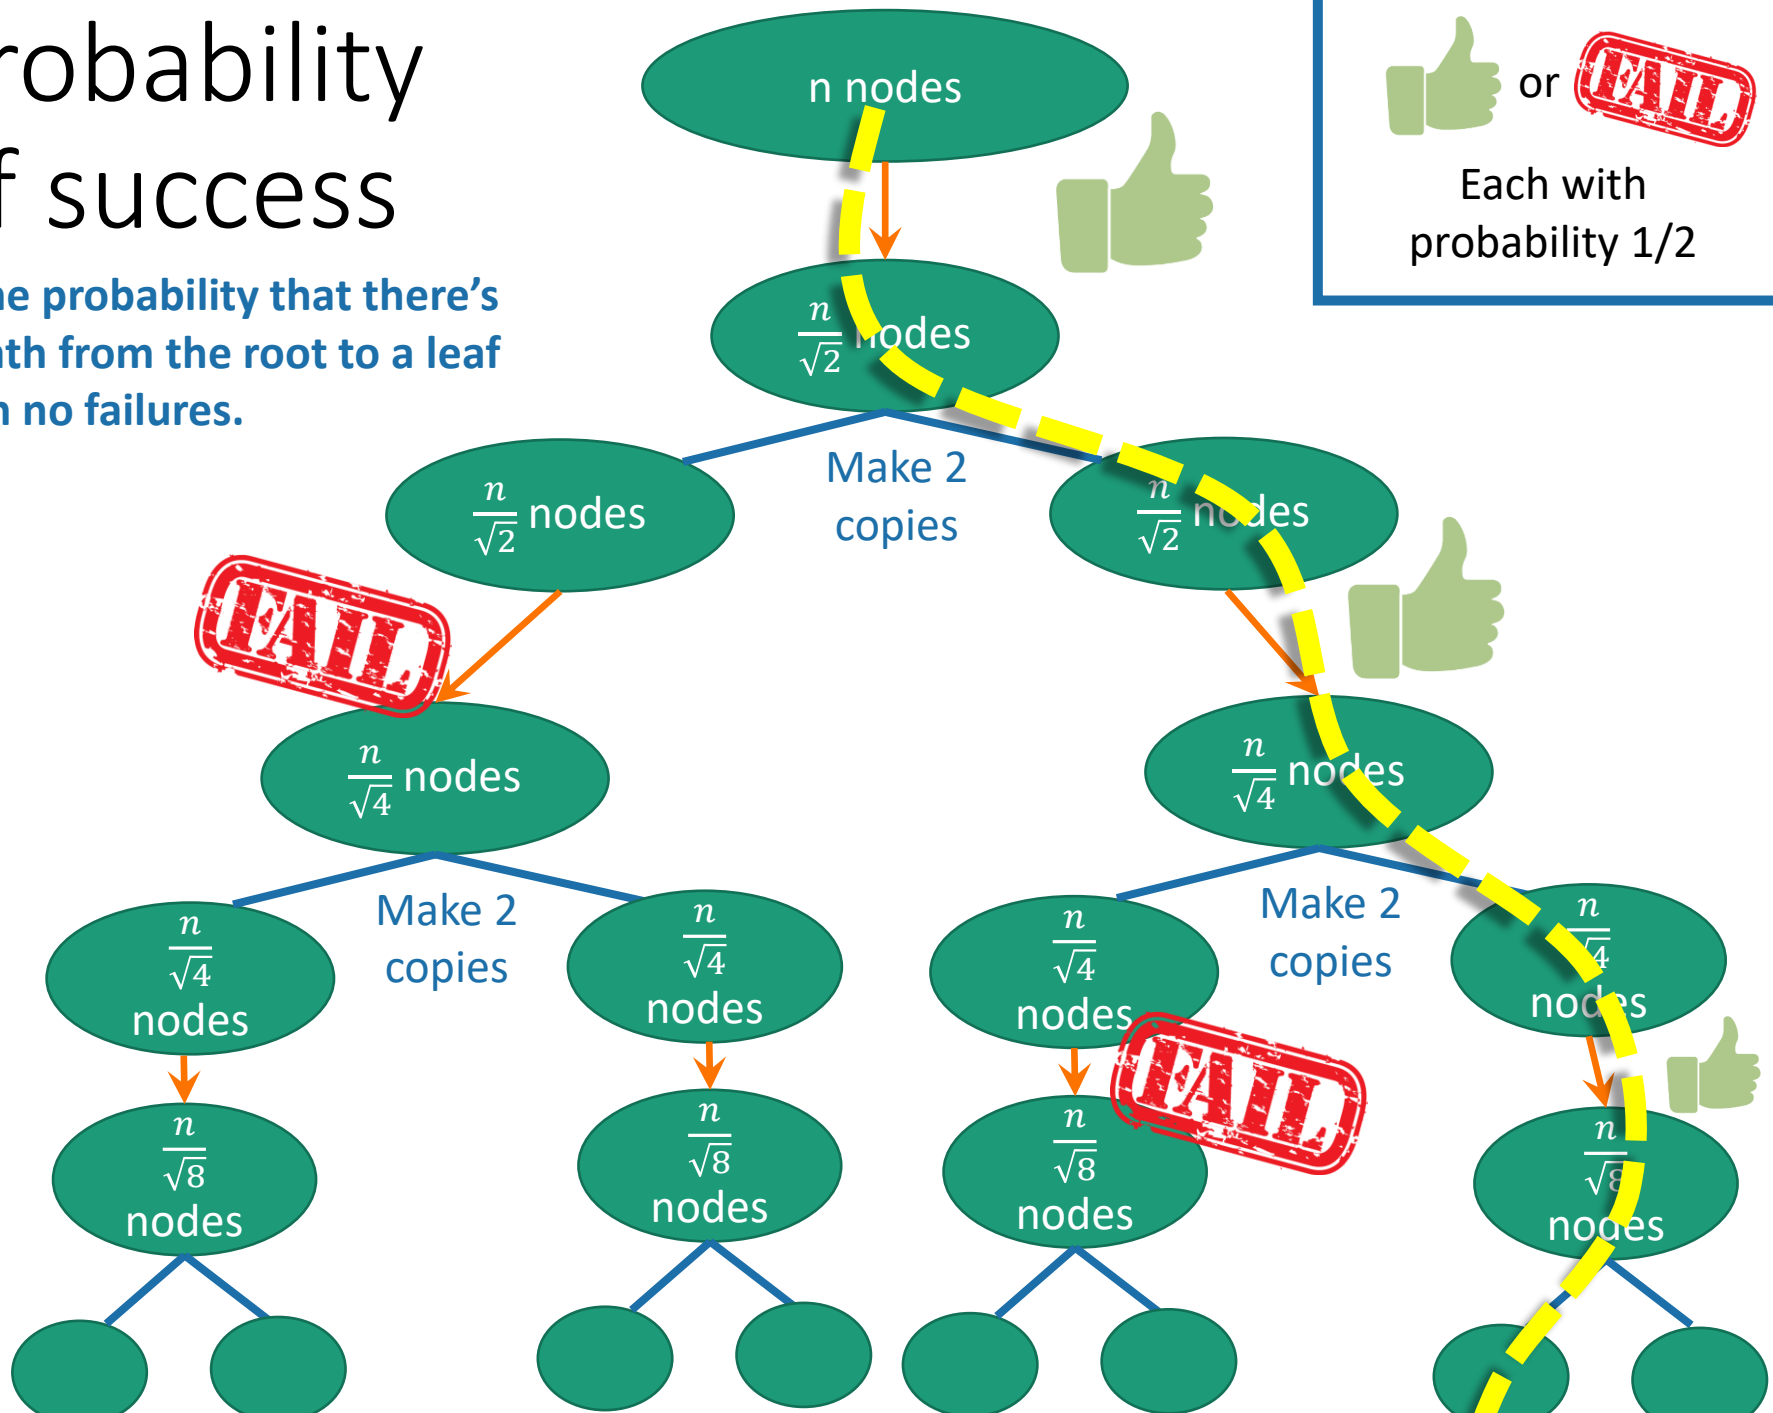 robability
f success
ne probability that there's
ath from the root to a leaf
h no failures.
or FAIL
Each with
probability 1/2
n nodes
n/√2 nodes
Make 2
copies
n/√2 nodes
n/√2 nodes
FAIL
n/√4 nodes
n/√4 nodes
Make 2
copies
Make 2
copies
n/√4
nodes
n/√4
nodes
n/√4
nodes
n/√4
nodes
FAIL
n/√8
nodes
n/√8
nodes
n/√8
nodes
n/√8
nodes